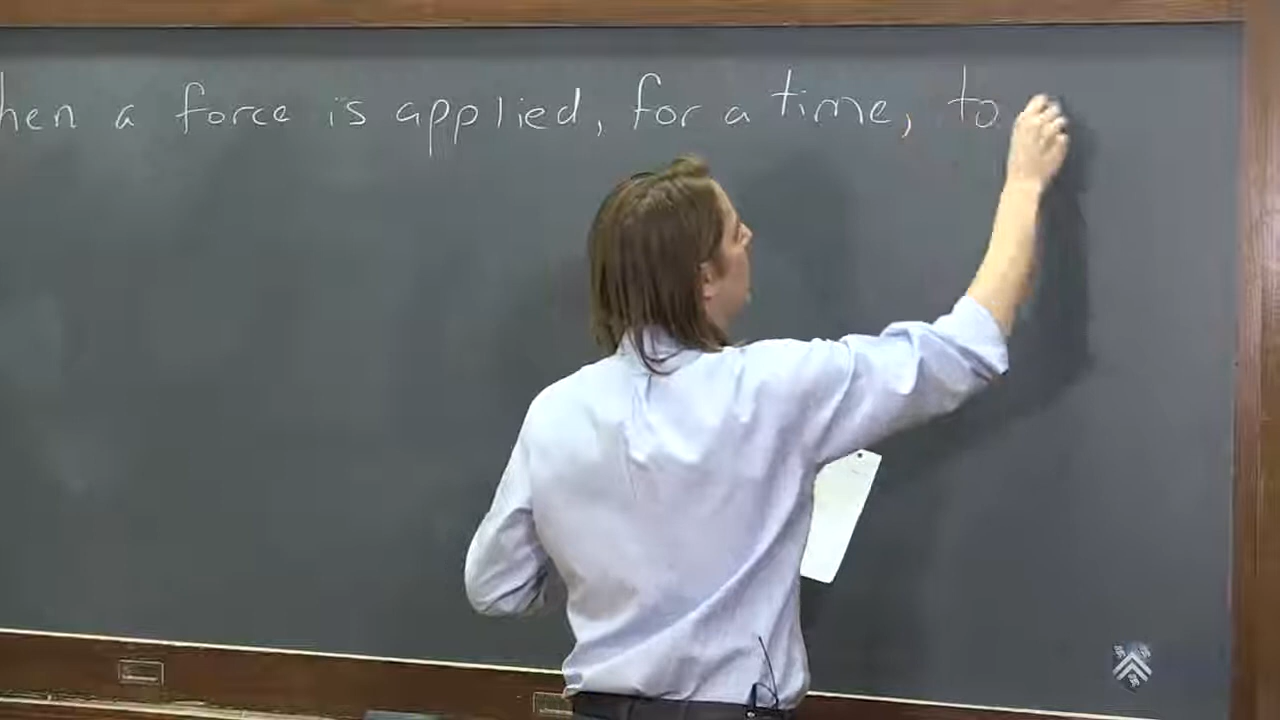 hen a force is applied, for a time, to